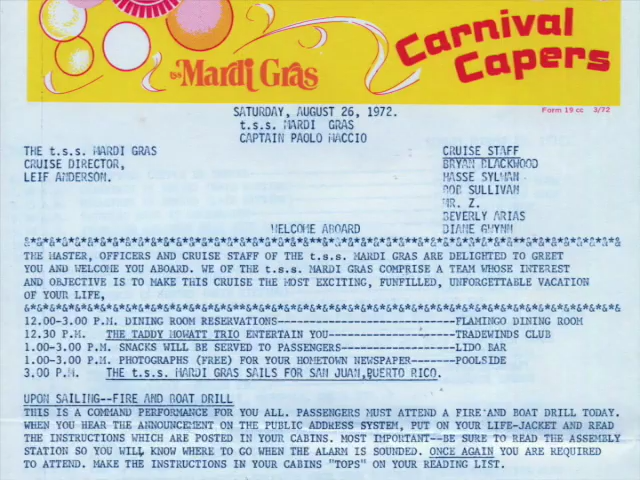 Carnival
Capers
tss Mardi Gras
Form 19 cc 3/72
SATURDAY, AUGUST 26, 1972.
t.s.s. MARDI GRAS
CAPTAIN PAOLO MACCIO
THE t.s.s. MARDI GRAS CRUISE STAFF
CRUISE DIRECTOR, BRYAN BLACKWOOD
LEIF ANDERSON. HASSE SYLWAN
BOB SULLIVAN
MR. Z.
BEVERLY ARIAS
WELCOME ABOARD DIANE GWYNN
&*&*&*&*&*&*&*&*&*&*&*&*&*&*&*&*&*&*&*&*&*&*&*&**&*&*&*&*&*&*&*&*&*&*&**&*&*&*&*&*&*&*&
THE MASTER, OFFICERS AND CRUISE STAFF OF THE t.s.s. MARDI GRAS ARE DELIGHTED TO GREET
YOU AND WELCOME YOU ABOARD. WE OF THE t.s.s. MARDI GRAS COMPRISE A TEAM WHOSE INTEREST
AND OBJECTIVE IS TO MAKE THIS CRUISE THE MOST EXCITING, FUNFILLED, UNFORGETTABLE VACATION
OF YOUR LIFE,
&*&*&*&*&*&*&*&*&*&*&*&*&*&*&*&*&*&*&*&*&*&*&*&*&*&*&*&*&*&*&*&*&*&*&*&*&*&*&*&*&*&*&*&
12.00-3.00 P.M. DINING ROOM RESERVATIONS--------------------------FLAMINGO DINING ROOM
12.30 P.M. THE TADDY MOWATT TRIO ENTERTAIN YOU-------------------TRADEWINDS CLUB
1.00-3.00 P.M. SNACKS WILL BE SERVED TO PASSENGERS-----------------LIDO BAR
1.00-3.00 P.M. PHOTOGRAPHS (FREE) FOR YOUR HOMETOWN NEWSPAPER-------POOLSIDE
3.00 P.M. THE t.s.s. MARDI GRAS SAILS FOR SAN JUAN,PUERTO RICO.
UPON SAILING--FIRE AND BOAT DRILL
THIS IS A COMMAND PERFORMANCE FOR YOU ALL. PASSENGERS MUST ATTEND A FIRE AND BOAT DRILL TODAY.
WHEN YOU HEAR THE ANNOUNCEMENT ON THE PUBLIC ADDRESS SYSTEM, PUT ON YOUR LIFE-JACKET AND READ
THE INSTRUCTIONS WHICH ARE POSTED IN YOUR CABINS. MOST IMPORTANT--BE SURE TO READ THE ASSEMBLY
STATION SO YOU WILL KNOW WHERE TO GO WHEN THE ALARM IS SOUNDED. ONCE AGAIN YOU ARE REQUIRED
TO ATTEND. MAKE THE INSTRUCTIONS IN YOUR CABINS "TOPS" ON YOUR READING LIST.